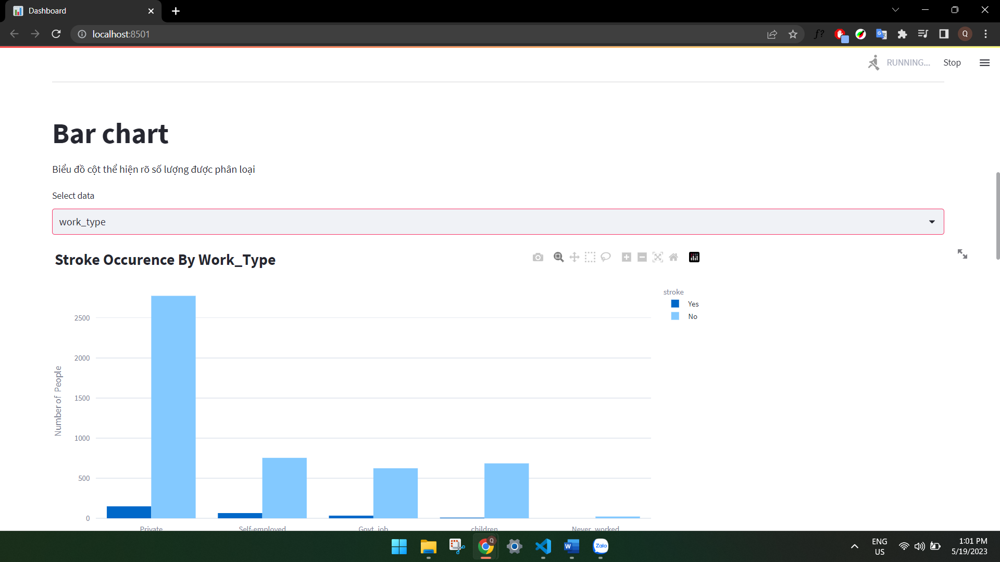 Dashboard
localhost:8501
f?
Q
RUNNING...
Stop
Bar chart
Biểu đồ cột thể hiện rõ số lượng được phân loại
Select data
work_type
Stroke Occurence By Work_Type
stroke
Yes
No
Number of People
2500
2000
1500
1000
500
0
Private
Self-employed
Govt_job
children
Never_worked
Q
W
Zalo
ENG
US
1:01 PM
5/19/2023